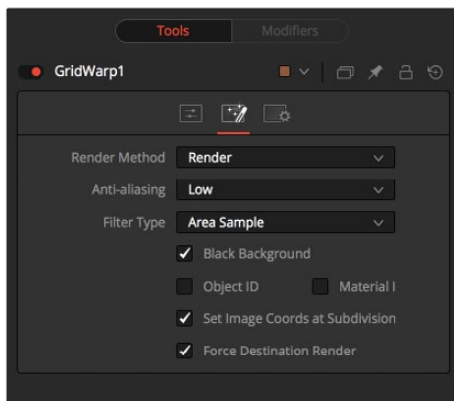 Tools Modifiers
GridWarp1
Render Method Render
Anti-aliasing Low
Filter Type Area Sample
Black Background
Object ID Material I
Set Image Coords at Subdivision
Force Destination Render